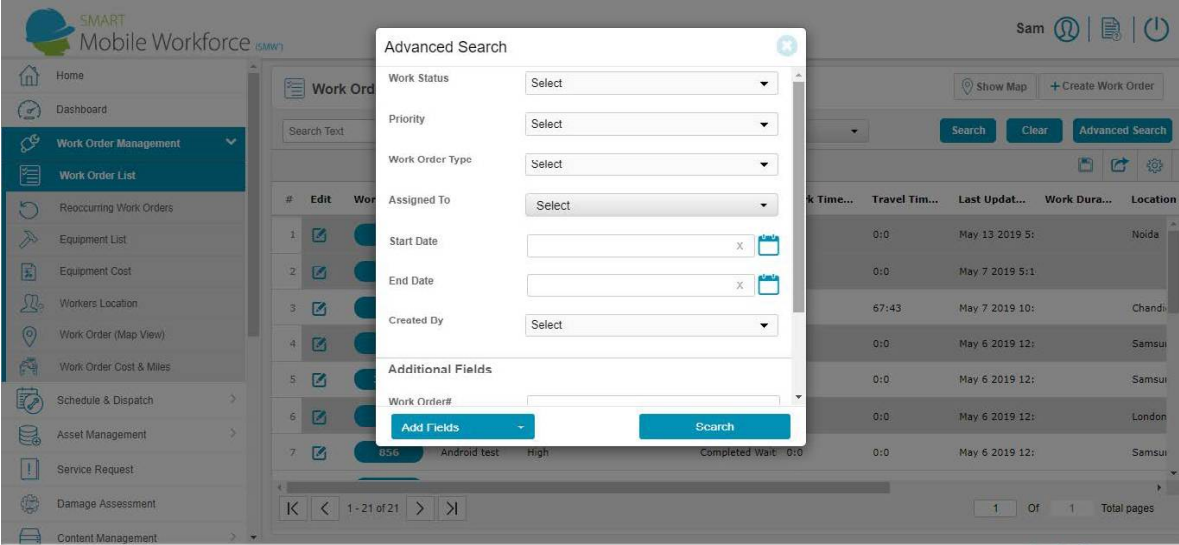 SMART
Mobile Workforce (SMW®)
Sam
Home
Dashboard
Work Order Management
Work Order List
Reoccurring Work Orders
Equipment List
Equipment Cost
Workers Location
Work Order (Map View)
Work Order Cost & Miles
Schedule & Dispatch
Asset Management
Service Request
Damage Assessment
Content Management
Work Ord
Show Map
+ Create Work Order
Search Text
Search
Clear
Advanced Search
# Edit Wor k Time... Travel Tim... Last Updat... Work Dura... Location
1 0:0 May 13 2019 5: Noida
2 0:0 May 7 2019 5:1
3 67:43 May 7 2019 10: Chandi
4 0:0 May 6 2019 12: Samsu
5 0:0 May 6 2019 12: Samsu
6 0:0 May 6 2019 12: London
7 856 Android test High Completed Wait 0:0 0:0 May 6 2019 12: Samsu
1 - 21 of 21
1 Of 1 Total pages
Advanced Search
Work Status Select
Priority Select
Work Order Type Select
Assigned To Select
Start Date x
End Date x
Created By Select
Additional Fields
Work Order#
Add Fields
Search